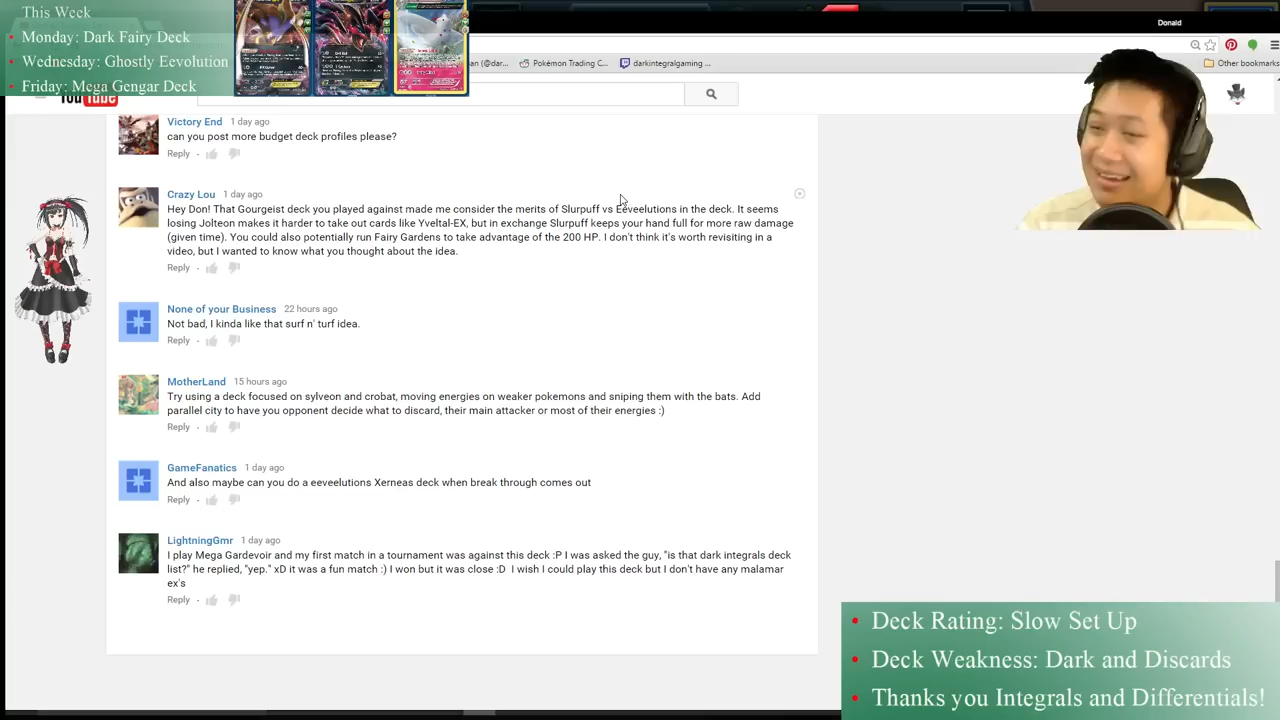 This Week
Monday: Dark Fairy Deck
Wednesday: Ghostly Eevolution
Friday: Mega Gengar Deck
Donald
an (@dar...
Pokémon Trading C...
darkintegralgaming ...
Other bookmarks
YouTube
Victory End 1 day ago
can you post more budget deck profiles please?
Reply
Crazy Lou 1 day ago
Hey Don! That Gourgeist deck you played against made me consider the merits of Slurpuff vs Eeveelutions in the deck. It seems
losing Jolteon makes it harder to take out cards like Yveltal-EX, but in exchange Slurpuff keeps your hand full for more raw damage
(given time). You could also potentially run Fairy Gardens to take advantage of the 200 HP. I don't think it's worth revisiting in a
video, but I wanted to know what you thought about the idea.
Reply
None of your Business 22 hours ago
Not bad, I kinda like that surf n' turf idea.
Reply
MotherLand 15 hours ago
Try using a deck focused on sylveon and crobat, moving energies on weaker pokemons and sniping them with the bats. Add
parallel city to have you opponent decide what to discard, their main attacker or most of their energies :)
Reply
GameFanatics 1 day ago
And also maybe can you do a eeveelutions Xerneas deck when break through comes out
Reply
LightningGmr 1 day ago
I play Mega Gardevoir and my first match in a tournament was against this deck :P I was asked the guy, "is that dark integrals deck
list?" he replied, "yep." xD it was a fun match :) I won but it was close :D I wish I could play this deck but I don't have any malamar
ex's
Reply
Deck Rating: Slow Set Up
Deck Weakness: Dark and Discards
Thanks you Integrals and Differentials!